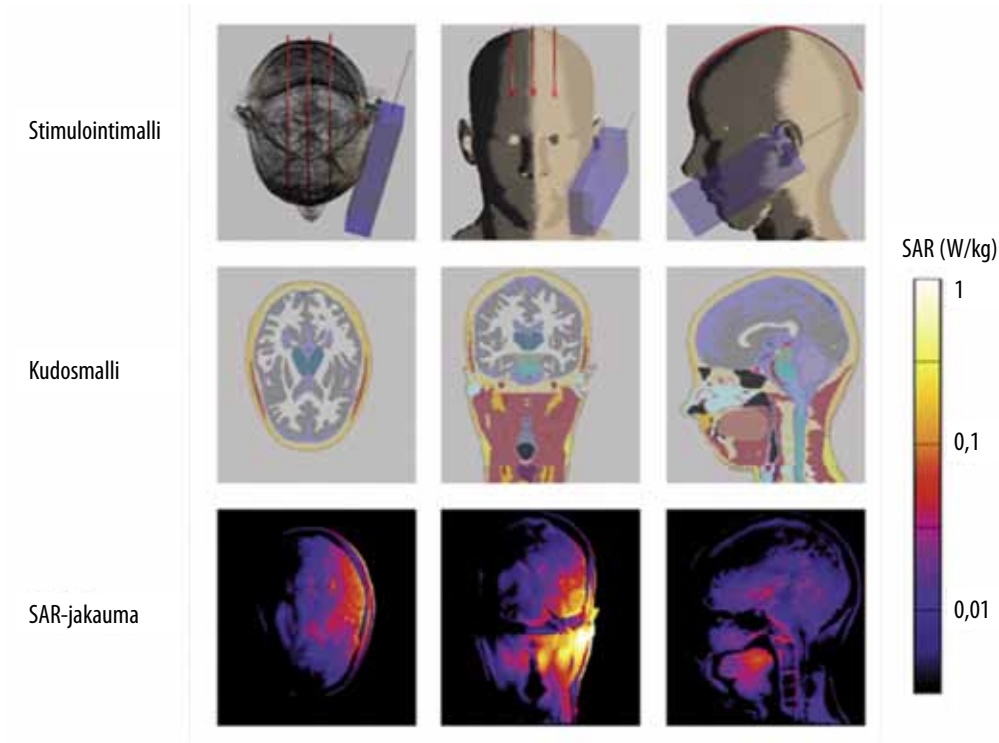 Stimulointimalli
Kudosmalli
SAR-jakauma
SAR (W/kg)
1
0,1
0,01